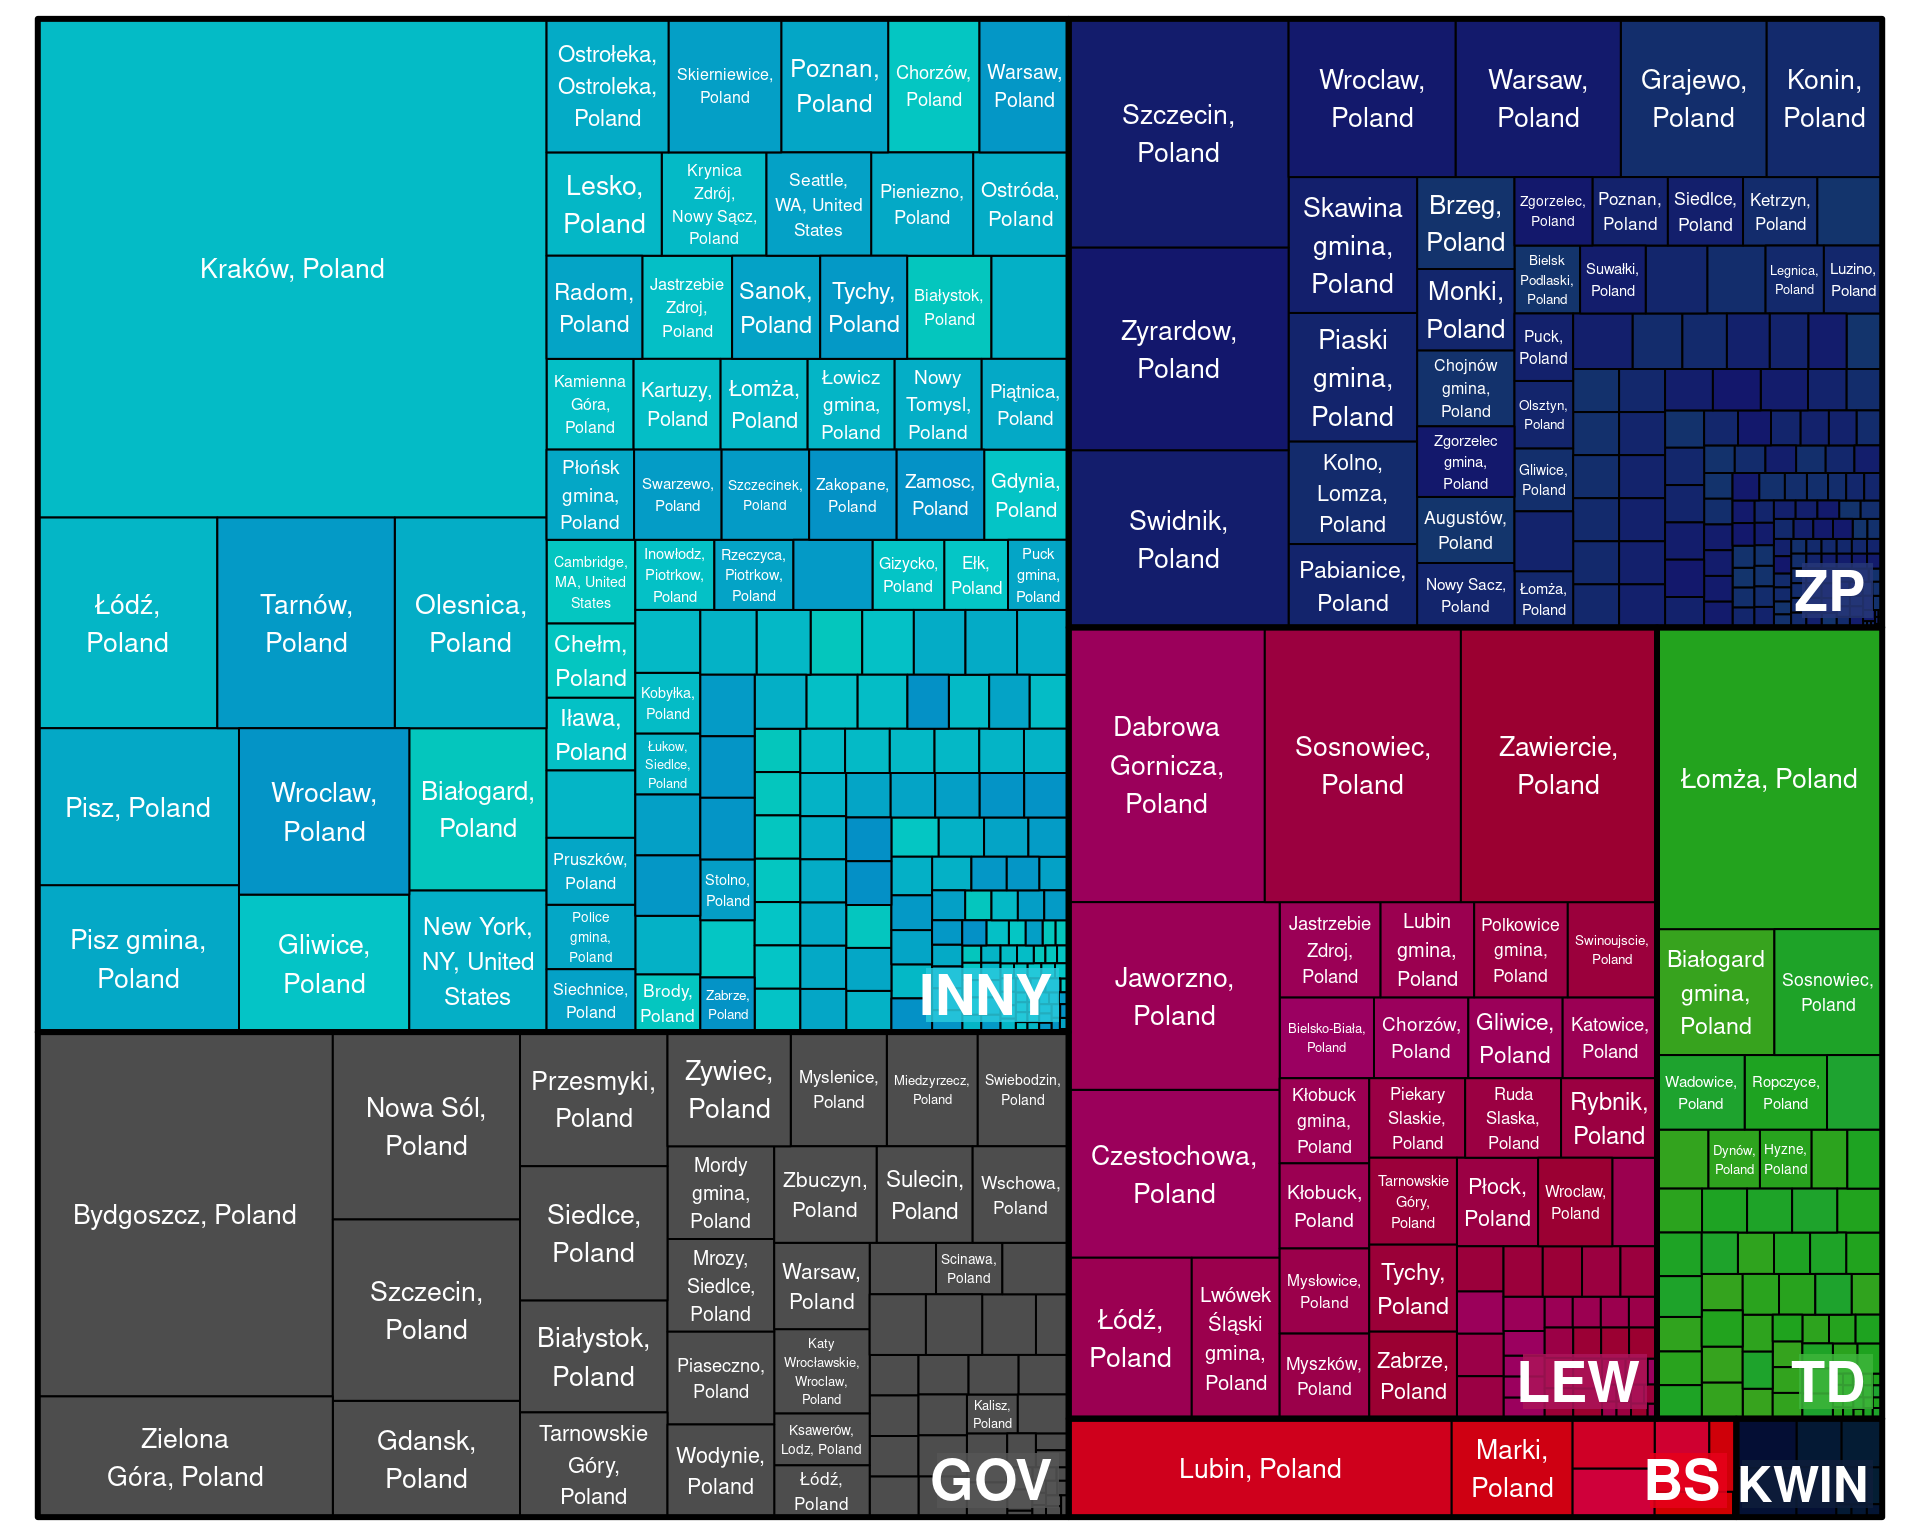 Kraków, Poland
Łódź,
Poland
Tarnów,
Poland
Olesnica,
Poland
Pisz, Poland
Wroclaw,
Poland
Białogard,
Poland
Pisz gmina,
Poland
Gliwice,
Poland
New York,
NY, United
States
Ostrołeka,
Ostroleka,
Poland
Skierniewice,
Poland
Poznan,
Poland
Chorzów,
Poland
Warsaw,
Poland
Lesko,
Poland
Krynica
Zdrój,
Nowy Sącz,
Poland
Seattle,
WA, United
States
Pieniezno,
Poland
Ostróda,
Poland
Radom,
Poland
Jastrzebie
Zdroj,
Poland
Sanok,
Poland
Tychy,
Poland
Białystok,
Poland
Kamienna
Góra,
Poland
Kartuzy,
Poland
Łomża,
Poland
Łowicz
gmina,
Poland
Nowy
Tomysl,
Poland
Piątnica,
Poland
Płońsk
gmina,
Poland
Swarzewo,
Poland
Szczecinek,
Poland
Zakopane,
Poland
Zamosc,
Poland
Gdynia,
Poland
Cambridge,
MA, United
States
Inowłodz,
Piotrkow,
Poland
Rzeczyca,
Piotrkow,
Poland
Gizycko,
Poland
Ełk,
Poland
Puck
gmina,
Poland
Chełm,
Poland
Iława,
Poland
Kobyłka,
Poland
Łukow,
Siedlce,
Poland
Pruszków,
Poland
Stolno,
Poland
Police
gmina,
Poland
Siechnice,
Poland
Brody,
Poland
Zabrze,
Poland
INNY
Szczecin,
Poland
Zyrardow,
Poland
Swidnik,
Poland
Wroclaw,
Poland
Warsaw,
Poland
Grajewo,
Poland
Konin,
Poland
Skawina
gmina,
Poland
Piaski
gmina,
Poland
Kolno,
Lomza,
Poland
Pabianice,
Poland
Brzeg,
Poland
Monki,
Poland
Chojnów
gmina,
Poland
Zgorzelec
gmina,
Poland
Augustów,
Poland
Nowy Sacz,
Poland
Zgorzelec,
Poland
Poznan,
Poland
Siedlce,
Poland
Ketrzyn,
Poland
Bielsk
Podlaski,
Poland
Suwałki,
Poland
Legnica,
Poland
Luzino,
Poland
Puck,
Poland
Olsztyn,
Poland
Gliwice,
Poland
Łomża,
Poland
ZP
Bydgoszcz, Poland
Zielona
Góra, Poland
Nowa Sól,
Poland
Szczecin,
Poland
Gdansk,
Poland
Przesmyki,
Poland
Siedlce,
Poland
Białystok,
Poland
Tarnowskie
Góry,
Poland
Zywiec,
Poland
Myslenice,
Poland
Miedzyrzecz,
Poland
Swiebodzin,
Poland
Mordy
gmina,
Poland
Mrozy,
Siedlce,
Poland
Piaseczno,
Poland
Wodynie,
Poland
Zbuczyn,
Poland
Sulecin,
Poland
Wschowa,
Poland
Warsaw,
Poland
Scinawa,
Poland
Katy
Wrocławskie,
Wroclaw,
Poland
Ksawerów,
Lodz, Poland
Łódź,
Poland
Kalisz,
Poland
GOV
Dabrowa
Gornicza,
Poland
Sosnowiec,
Poland
Zawiercie,
Poland
Jaworzno,
Poland
Czestochowa,
Poland
Łódź,
Poland
Lwówek
Śląski
gmina,
Poland
Jastrzebie
Zdroj,
Poland
Lubin
gmina,
Poland
Polkowice
gmina,
Poland
Swinoujscie,
Poland
Bielsko-Biała,
Poland
Chorzów,
Poland
Gliwice,
Poland
Katowice,
Poland
Kłobuck
gmina,
Poland
Piekary
Slaskie,
Poland
Ruda
Slaska,
Poland
Rybnik,
Poland
Kłobuck,
Poland
Tarnowskie
Góry,
Poland
Płock,
Poland
Wroclaw,
Poland
Mysłowice,
Poland
Tychy,
Poland
Myszków,
Poland
Zabrze,
Poland
LEW
Łomża, Poland
Białogard
gmina,
Poland
Sosnowiec,
Poland
Wadowice,
Poland
Ropczyce,
Poland
Dynów,
Poland
Hyzne,
Poland
TD
Lubin, Poland
Marki,
Poland
BS
KWIN